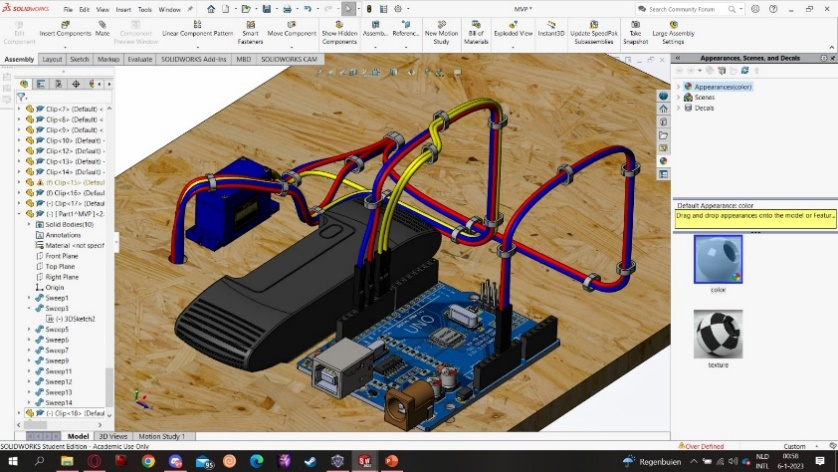 SOLIDWORKS
File Edit View Insert Tools Window
MVP *
Search Community Forum
Edit Component
Insert Components
Mate
Component Preview Window
Linear Component Pattern
Smart Fasteners
Move Component
Show Hidden Components
Assemb...
Referenc...
New Motion Study
Bill of Materials
Exploded View
Instant3D
Update SpeedPak Subassemblies
Take Snapshot
Large Assembly Settings
Assembly Layout Sketch Markup Evaluate SOLIDWORKS Add-Ins MBD SOLIDWORKS CAM
Appearances, Scenes, and Decals
Appearances(color)
Scenes
Decals
Clip<7> (Default) <
Clip<8> (Default) <
Clip<9> (Default) <
Clip<10> (Default) -
Clip<12> (Default) -
Clip<13> (Default) -
Clip<14> (Default) -
(f) Clip<15> (Defau
(f) Clip<16> (Defaul
(-) Clip<17> (Defaul
(-) [ Part1^MVP ]<2-
Solid Bodies(10)
Annotations
Material <not specif
Front Plane
Top Plane
Right Plane
Origin
Sweep1
Sweep3
(-) 3DSketch2
Sweep5
Sweep6
Sweep7
Sweep9
Sweep11
Sweep12
Sweep13
Sweep14
(-) Clip<18> (Defaul
UNO
Default Appearance: color
Drag and drop appearances onto the model or Featur...
color
texture
Model 3D Views Motion Study 1
SOLIDWORKS Student Edition - Academic Use Only
Over Defined
Custom
95
Regenbuien
NLD
INTL
00:58
6-1-2023